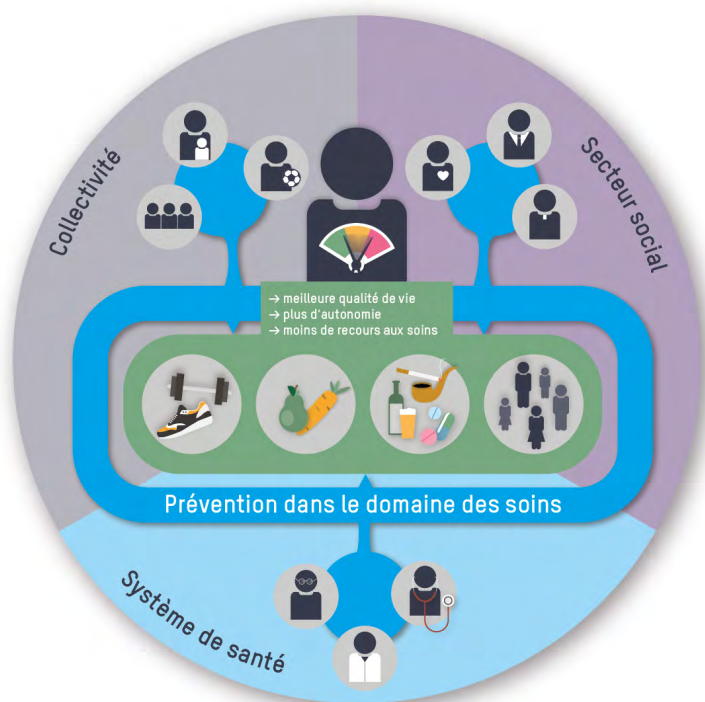 Collectivité
Secteur social
→ meilleure qualité de vie
→ plus d'autonomie
→ moins de recours aux soins
Prévention dans le domaine des soins
Système de santé